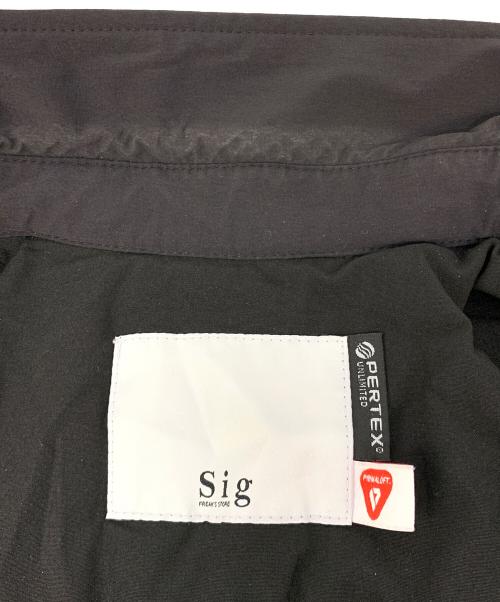 Sig
FREAK'S STORE
PERTEX
UNLIMITED
PRIMALOFT